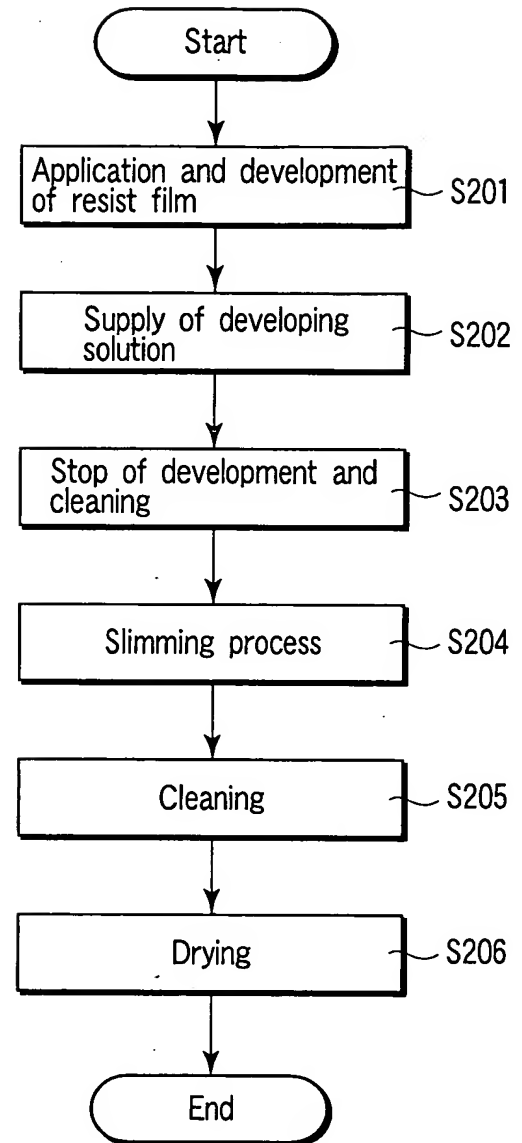 Start
Application and development
of resist film
S201
Supply of developing
solution
S202
Stop of development and
cleaning
S203
Slimming process
S204
Cleaning
S205
Drying
S206
End